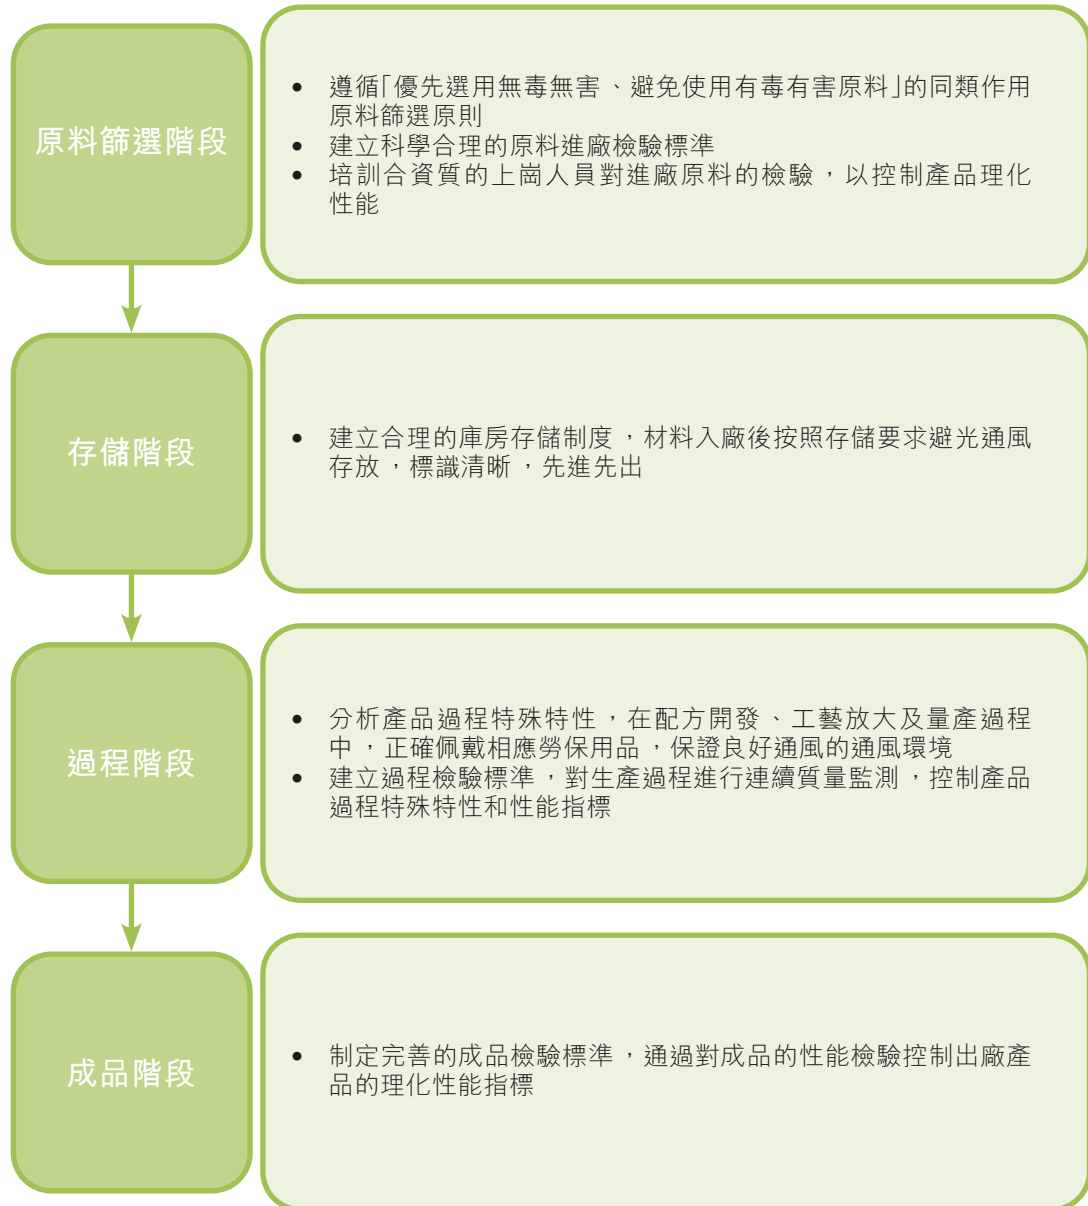 原料篩選階段
• 遵循「優先選用無毒無害、避免使用有毒有害原料」的同類作用
原料篩選原則
• 建立科學合理的原料進廠檢驗標準
• 培訓合資質的上崗人員對進廠原料的檢驗，以控制產品理化
性能
存儲階段
• 建立合理的庫房存儲制度，材料入廠後按照存儲要求避光通風
存放，標識清晰，先進先出
過程階段
• 分析產品過程特殊特性，在配方開發、工藝放大及量產過程
中，正確佩戴相應勞保用品，保證良好通風的通風環境
• 建立過程檢驗標準，對生產過程進行連續質量監測，控制產品
過程特殊特性和性能指標
成品階段
• 制定完善的成品檢驗標準，通過對成品的性能檢驗控制出廠產
品的理化性能指標